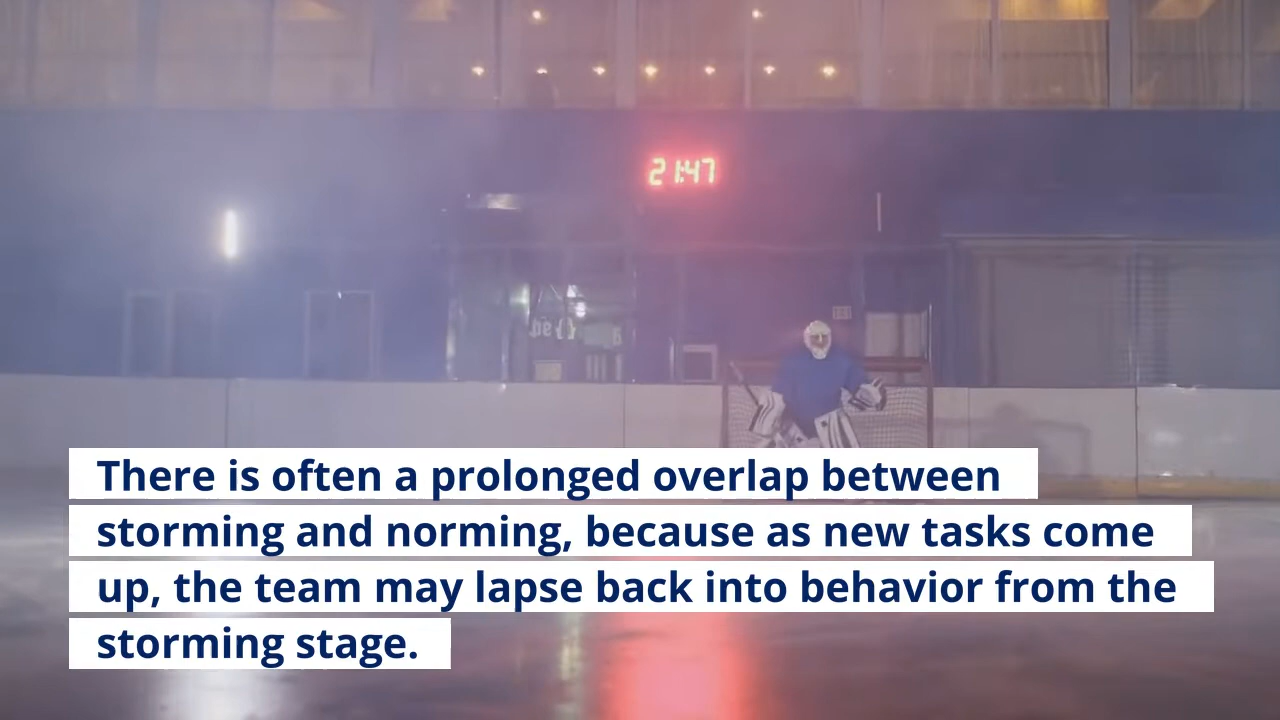 21:47
There is often a prolonged overlap between
storming and norming, because as new tasks come
up, the team may lapse back into behavior from the
storming stage.